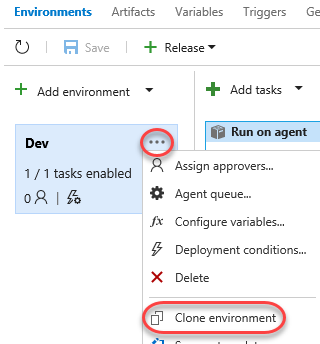 Environments Artifacts Variables Triggers Ge
Save Release
Add environment Add tasks
Dev
Run on agent
1 / 1 tasks enabled
0
Assign approvers...
Agent queue...
fx Configure variables...
Deployment conditions...
Delete
Clone environment